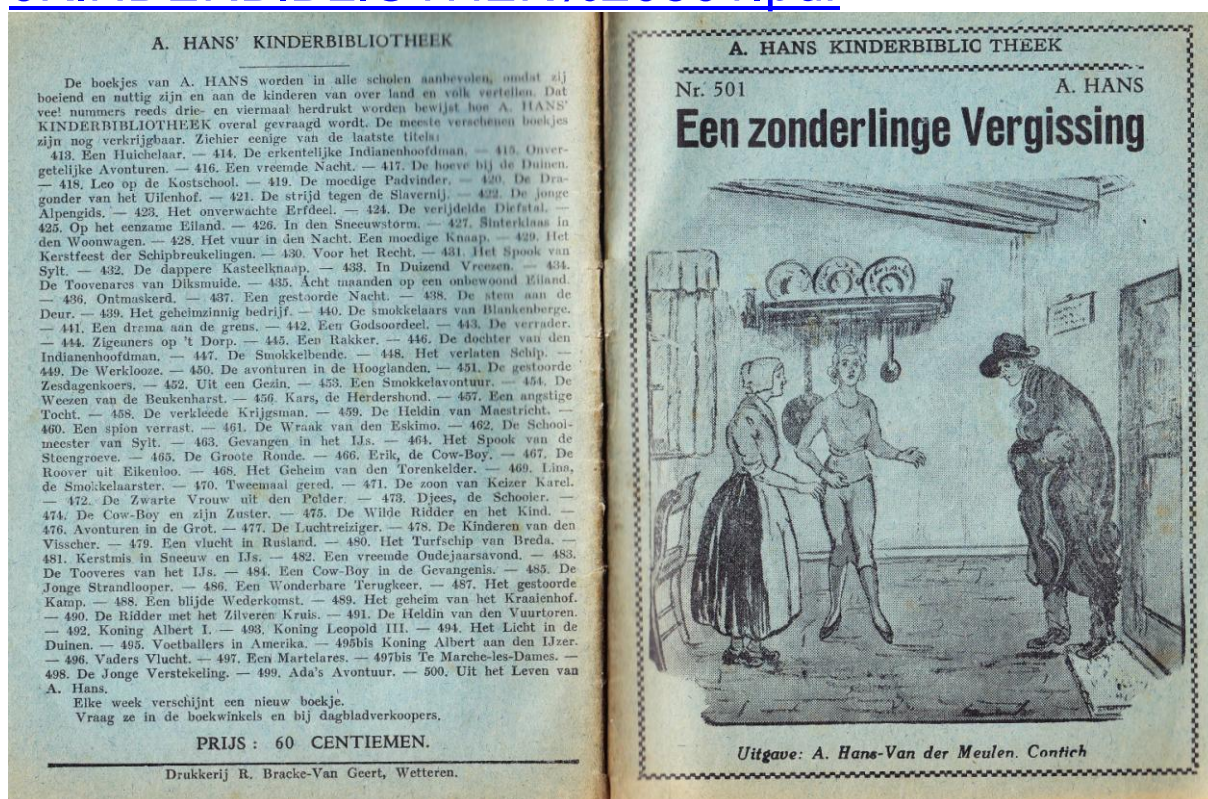 A. HANS' KINDERBIBLIOTHEEK
De boekjes van A. HANS worden in alle scholen aanbevolen, omdat zij
boeiend en nuttig zijn en aan de kinderen van over land en volk vertellen. Dat
veel nummers reeds drie- en viermaal herdrukt worden bewijst hoe A. HANS'
KINDERBIBLIOTHEEK overal gevraagd wordt. De meeste verschenen boekjes
zijn nog verkrijgbaar. Ziehier eenige van de laatste titels:
413. Een Huichelaar. — 414. De erkentelijke Indianenhoofdman. — 415. Onver-
getelijke Avonturen. — 416. Een vreemde Nacht. — 417. De hoeve bij de Duinen.
— 418. Leo op de Kostschool. — 419. De moedige Padvinder. — 420. De Dra-
gonder van het Uilenhof. — 421. De strijd tegen de Slavernij. — 422. De jonge
Alpengids. — 423. Het onverwachte Erfdeel. — 424. De verijdelde Diefstal. —
425. Op het eenzame Eiland. — 426. In den Sneeuwstorm. — 427. Sinterklaas in
den Woonwagen. — 428. Het vuur in den Nacht. Een moedige Knaap. — 429. Het
Kerstfeest der Schipbreukelingen. — 430. Voor het Recht. — 431. Het Spook van
Sylt. — 432. De dappere Kasteelknaap. — 433. In Duizend Vreezen. — 434.
De Toovenares van Diksmuide. — 435. Acht maanden op een onbewoond Eiland.
— 436. Ontmaskerd. — 437. Een gestoorde Nacht. — 438. De stem aan de
Deur. — 439. Het geheimzinnig bedrijf. — 440. De smokkelaars van Blankenberge.
— 441. Een drama aan de grens. — 442. Een Godsoordeel. — 443. De verrader.
— 444. Zigeuners op 't Dorp. — 445. Een Rakker. — 446. De dochter van den
Indianenhoofdman. — 447. De Smokkelbende. — 448. Het verlaten Schip. —
449. De Werklooze. — 450. De avonturen in de Hooglanden. — 451. De gestoorde
Zesdagenkoers. — 452. Uit een Gezin. — 453. Een Smokkelavontuur. — 454. De
Weezen van de Beukenharst. — 456. Kars, de Herdershond. — 457. Een angstige
Tocht. — 458. De verkleede Krijgsman. — 459. De Heldin van Maestricht. —
460. Een spion verrast. — 461. De Wraak van den Eskimo. — 462. De School-
meester van Sylt. — 463. Gevangen in het IJs. — 464. Het Spook van de
Steengroeve. — 465. De Groote Ronde. — 466. Erik, de Cow-Boy. — 467. De
Roover uit Eikenloo. — 468. Het Geheim van den Torenkelder. — 469. Lina,
de Smokkelaarster. — 470. Tweemaal gered. — 471. De zoon van Keizer Karel.
— 472. De Zwarte Vrouw uit den Polder. — 473. Djees, de Schooier. —
474. De Cow-Boy en zijn Zuster. — 475. De Wilde Ridder en het Kind. —
476. Avonturen in de Grot. — 477. De Luchtreiziger. — 478. De Kinderen van den
Visscher. — 479. Een vlucht in Rusland. — 480. Het Turfschip van Breda. —
481. Kerstmis in Sneeuw en IJs. — 482. Een vreemde Oudejaarsavond. — 483.
De Tooveres van het IJs. — 484. Een Cow-Boy in de Gevangenis. — 485. De
Jonge Strandlooper. — 486. Een Wonderbare Terugkeer. — 487. Het gestoorde
Kamp. — 488. Een blijde Wederkomst. — 489. Het geheim van het Kraaienhof.
— 490. De Ridder met het Zilveren Kruis. — 491. De Heldin van den Vuurtoren.
— 492. Koning Albert I. — 493. Koning Leopold III. — 494. Het Licht in de
Duinen. — 495. Voetballers in Amerika. — 495bis Koning Albert aan den IJzer.
— 496. Vaders Vlucht. — 497. Een Martelares. — 497bis Te Marche-les-Dames. —
498. De Jonge Verstekeling. — 499. Ada's Avontuur. — 500. Uit het Leven van
A. Hans.
Elke week verschijnt een nieuw boekje.
Vraag ze in de boekwinkels en bij dagbladverkoopers.
PRIJS : 60 CENTIEMEN.
Drukkerij R. Bracke-Van Geert, Wetteren.
A. HANS KINDERBIBLIOTHEEK
Nr. 501 A. HANS
Een zonderlinge Vergissing
Uitgave: A. Hans-Van der Meulen. Contich